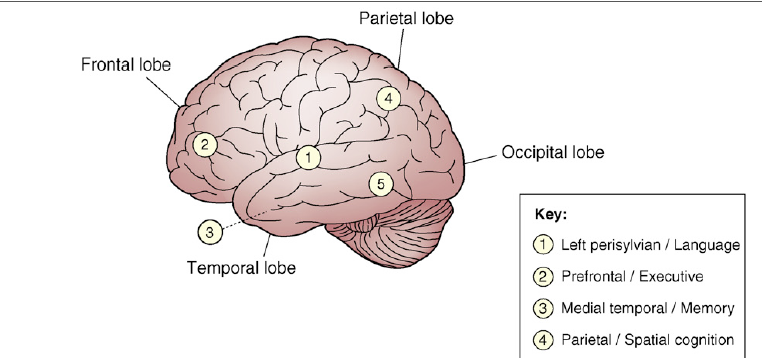 Parietal lobe
Frontal lobe
4
2
1
Occipital lobe
5
3
Temporal lobe
Key:
1 Left perisylvian / Language
2 Prefrontal / Executive
3 Medial temporal / Memory
4 Parietal / Spatial cognition